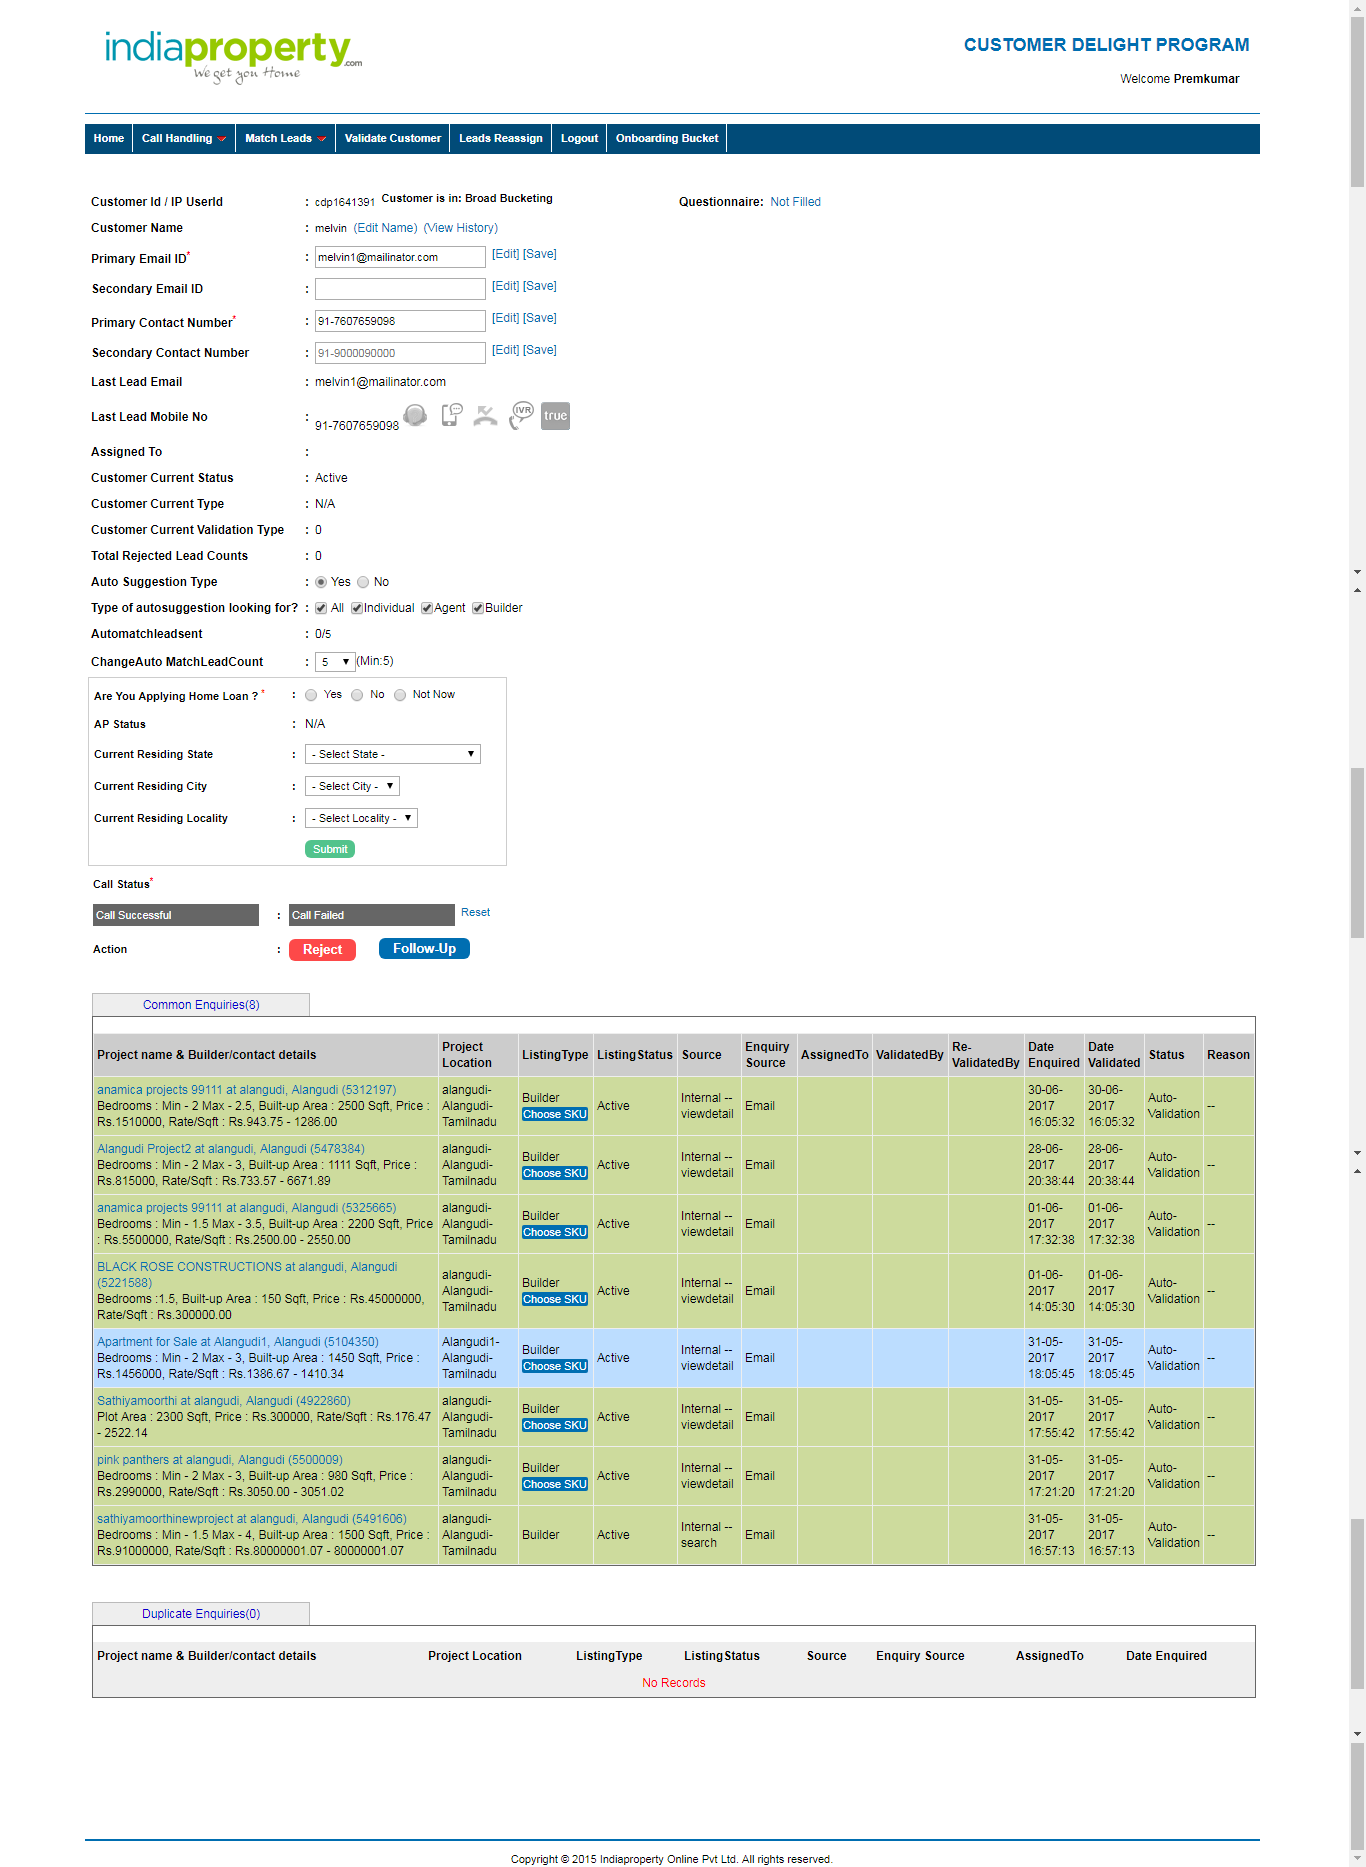 indiaproperty.com
We get you Home
CUSTOMER DELIGHT PROGRAM
Welcome Premkumar
Home Call Handling Match Leads Validate Customer Leads Reassign Logout Onboarding Bucket
Customer Id / IP UserId : cdp1641391 Customer is in: Broad Bucketing Questionnaire: Not Filled
Customer Name : melvin (Edit Name) (View History)
Primary Email ID* : melvin1@mailinator.com [Edit] [Save]
Secondary Email ID : [Edit] [Save]
Primary Contact Number* : 91-7607659098 [Edit] [Save]
Secondary Contact Number : 91-9000090000 [Edit] [Save]
Last Lead Email : melvin1@mailinator.com
Last Lead Mobile No : 91-7607659098 IVR true
Assigned To :
Customer Current Status : Active
Customer Current Type : N/A
Customer Current Validation Type : 0
Total Rejected Lead Counts : 0
Auto Suggestion Type : Yes No
Type of autosuggestion looking for? : All Individual Agent Builder
Automatchleadsent : 0/5
ChangeAuto MatchLeadCount : 5 (Min:5)
Are You Applying Home Loan ? * : Yes No Not Now
AP Status : N/A
Current Residing State : - Select State -
Current Residing City : - Select City -
Current Residing Locality : - Select Locality -
Submit
Call Status*
Call Successful : Call Failed Reset
Action : Reject Follow-Up
Common Enquiries(8)
Project name & Builder/contact details Project Location ListingType ListingStatus Source Enquiry Source AssignedTo ValidatedBy Re-ValidatedBy Date Enquired Date Validated Status Reason
anamica projects 99111 at alangudi, Alangudi (5312197)
Bedrooms : Min - 2 Max - 2.5, Built-up Area : 2500 Sqft, Price :
Rs.1510000, Rate/Sqft : Rs.943.75 - 1286.00
alangudi-Alangudi-Tamilnadu Builder Choose SKU Active Internal -- viewdetail Email 30-06-2017 16:05:32 30-06-2017 16:05:32 Auto-Validation --
Alangudi Project2 at alangudi, Alangudi (5478384)
Bedrooms : Min - 2 Max - 3, Built-up Area : 1111 Sqft, Price :
Rs.815000, Rate/Sqft : Rs.733.57 - 6671.89
alangudi-Alangudi-Tamilnadu Builder Choose SKU Active Internal -- viewdetail Email 28-06-2017 20:38:44 28-06-2017 20:38:44 Auto-Validation --
anamica projects 99111 at alangudi, Alangudi (5325665)
Bedrooms : Min - 1.5 Max - 3.5, Built-up Area : 2200 Sqft, Price
: Rs.5500000, Rate/Sqft : Rs.2500.00 - 2550.00
alangudi-Alangudi-Tamilnadu Builder Choose SKU Active Internal -- viewdetail Email 01-06-2017 17:32:38 01-06-2017 17:32:38 Auto-Validation --
BLACK ROSE CONSTRUCTIONS at alangudi, Alangudi
(5221588)
Bedrooms :1.5, Built-up Area : 150 Sqft, Price : Rs.45000000,
Rate/Sqft : Rs.300000.00
alangudi-Alangudi-Tamilnadu Builder Choose SKU Active Internal -- viewdetail Email 01-06-2017 14:05:30 01-06-2017 14:05:30 Auto-Validation --
Apartment for Sale at Alangudi1, Alangudi (5104350)
Bedrooms : Min - 2 Max - 3, Built-up Area : 1450 Sqft, Price :
Rs.1456000, Rate/Sqft : Rs.1386.67 - 1410.34
Alangudi1-Alangudi-Tamilnadu Builder Choose SKU Active Internal -- viewdetail Email 31-05-2017 18:05:45 31-05-2017 18:05:45 Auto-Validation --
Sathiyamoorthi at alangudi, Alangudi (4922860)
Plot Area : 2300 Sqft, Price : Rs.300000, Rate/Sqft : Rs.176.47
- 2522.14
alangudi-Alangudi-Tamilnadu Builder Choose SKU Active Internal -- viewdetail Email 31-05-2017 17:55:42 31-05-2017 17:55:42 Auto-Validation --
pink panthers at alangudi, Alangudi (5500009)
Bedrooms : Min - 2 Max - 3, Built-up Area : 980 Sqft, Price :
Rs.2990000, Rate/Sqft : Rs.3050.00 - 3051.02
alangudi-Alangudi-Tamilnadu Builder Choose SKU Active Internal -- viewdetail Email 31-05-2017 17:21:20 31-05-2017 17:21:20 Auto-Validation --
sathiyamoorthinewproject at alangudi, Alangudi (5491606)
Bedrooms : Min - 1.5 Max - 4, Built-up Area : 1500 Sqft, Price :
Rs.91000000, Rate/Sqft : Rs.80000001.07 - 80000001.07
alangudi-Alangudi-Tamilnadu Builder Active Internal -- search Email 31-05-2017 16:57:13 31-05-2017 16:57:13 Auto-Validation --
Duplicate Enquiries(0)
Project name & Builder/contact details Project Location ListingType ListingStatus Source Enquiry Source AssignedTo Date Enquired
No Records
Copyright © 2015 Indiaproperty Online Pvt Ltd. All rights reserved.